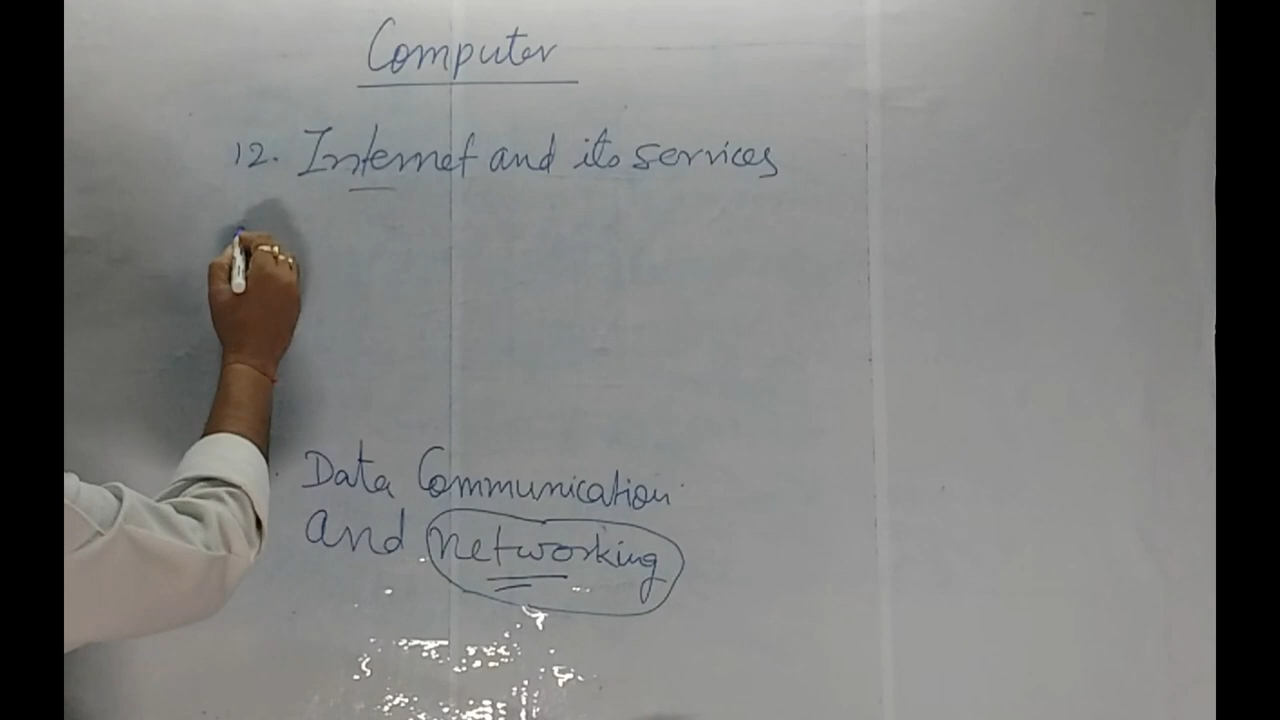 Computer
12. Internet and its services
Data Communication
and networking